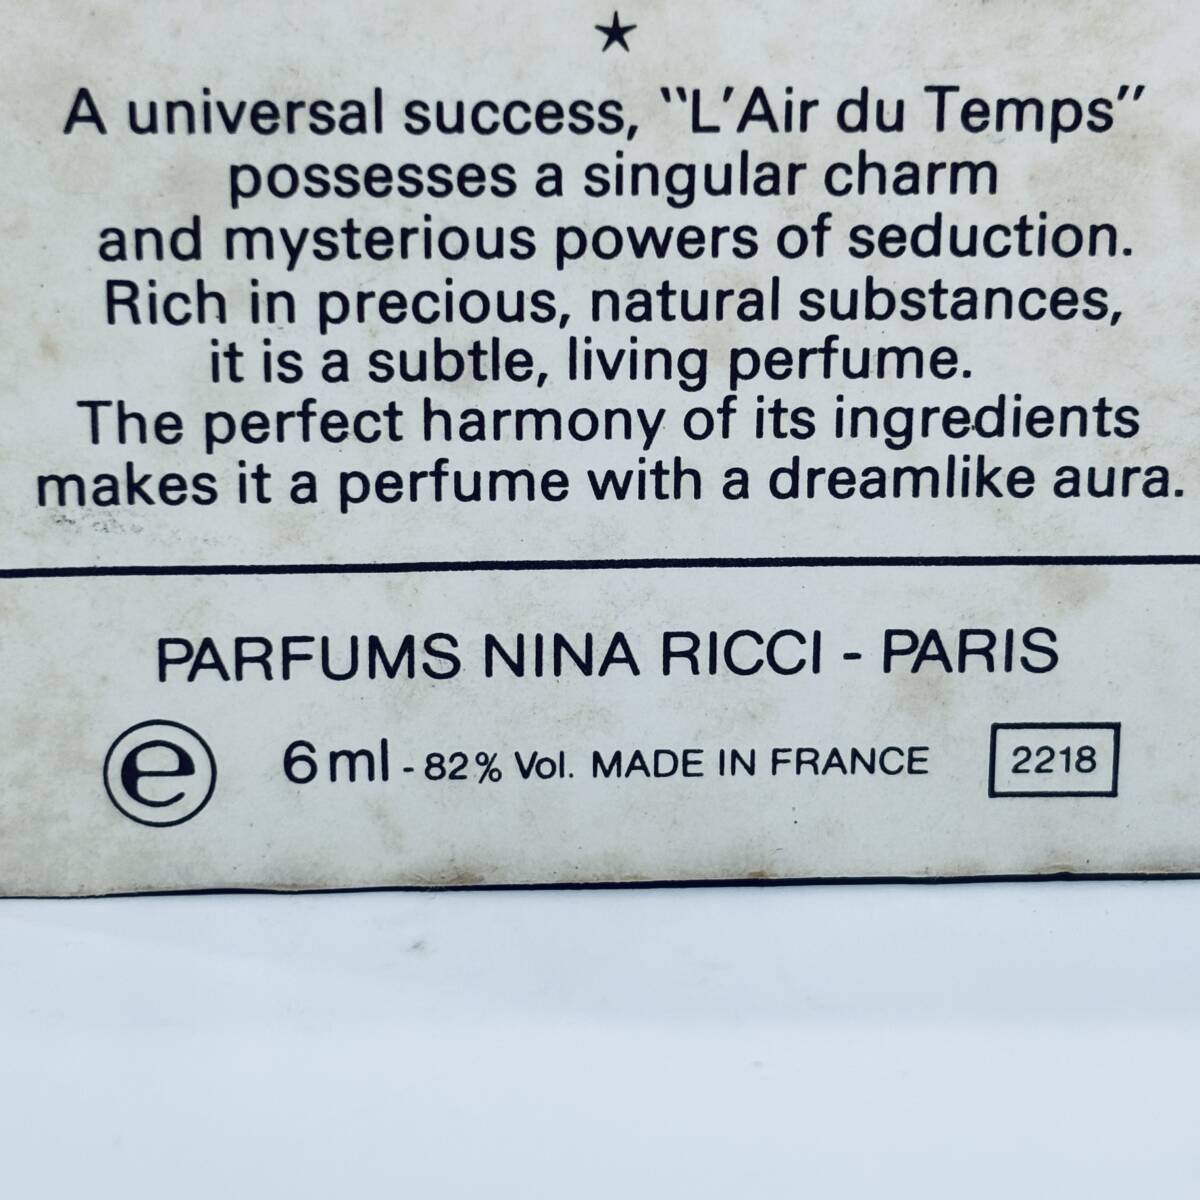 A universal success, "L'Air du Temps"
possesses a singular charm
and mysterious powers of seduction.
Rich in precious, natural substances,
it is a subtle, living perfume.
The perfect harmony of its ingredients
makes it a perfume with a dreamlike aura.
PARFUMS NINA RICCI - PARIS
e 6 ml - 82% Vol. MADE IN FRANCE 2218